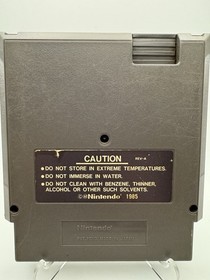 CAUTION REV-A
•DO NOT STORE IN EXTREME TEMPERATURES.
•DO NOT IMMERSE IN WATER.
•DO NOT CLEAN WITH BENZENE, THINNER,
ALCOHOL OR OTHER SUCH SOLVENTS.
©Nintendo® 1985
Nintendo